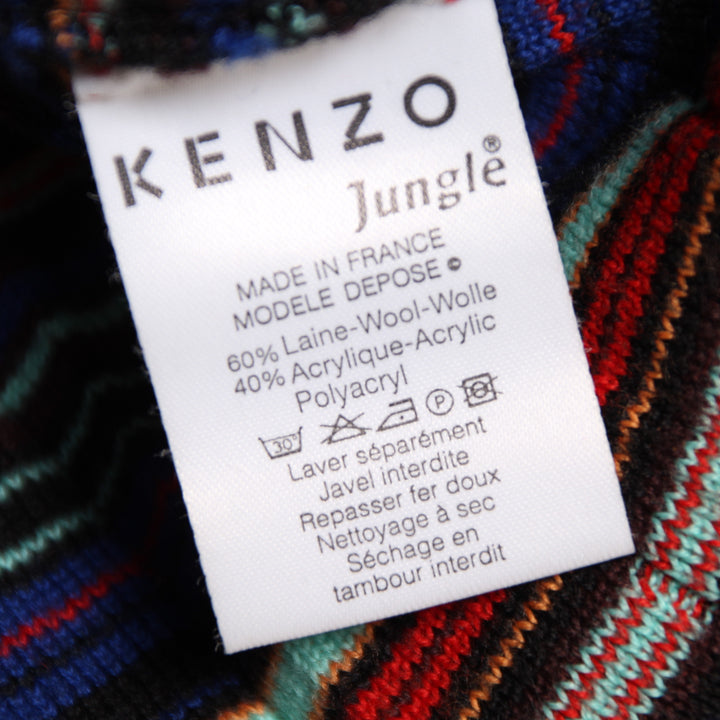 KENZO
Jungle®
MADE IN FRANCE
MODELE DEPOSE ©
60% Laine-Wool-Wolle
40% Acrylique-Acrylic
Polyacryl
30° P
Laver séparément
Javel interdite
Repasser fer doux
Nettoyage à sec
Séchage en
tambour interdit